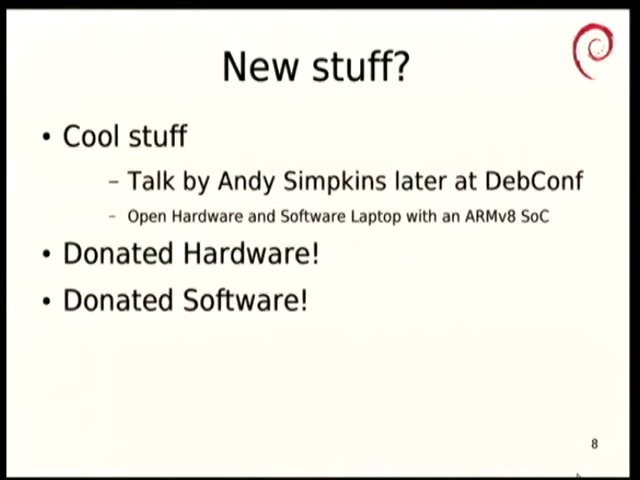 New stuff?
• Cool stuff
– Talk by Andy Simpkins later at DebConf
– Open Hardware and Software Laptop with an ARMv8 SoC
• Donated Hardware!
• Donated Software!
8